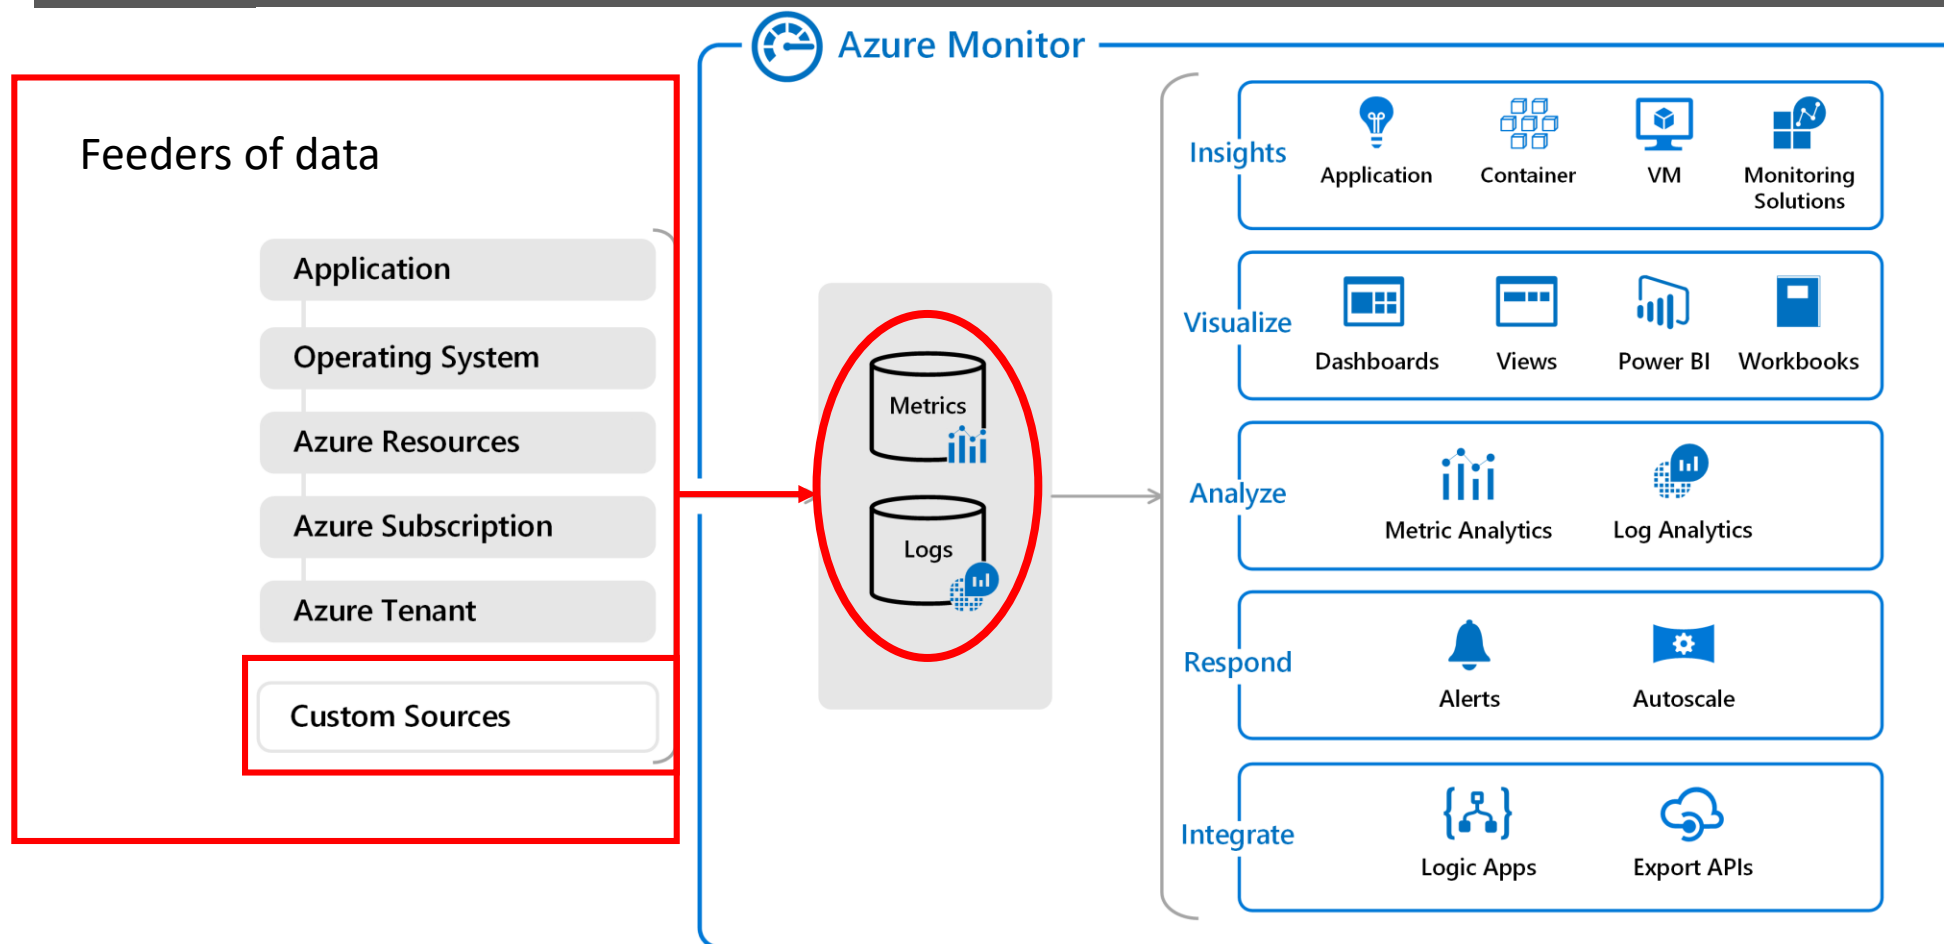 Azure Monitor
Feeders of data
Application
Operating System
Azure Resources
Azure Subscription
Azure Tenant
Custom Sources
Metrics
Logs
Insights
Application
Container
VM
Monitoring
Solutions
Visualize
Dashboards
Views
Power BI
Workbooks
Analyze
Metric Analytics
Log Analytics
Respond
Alerts
Autoscale
Integrate
Logic Apps
Export APIs